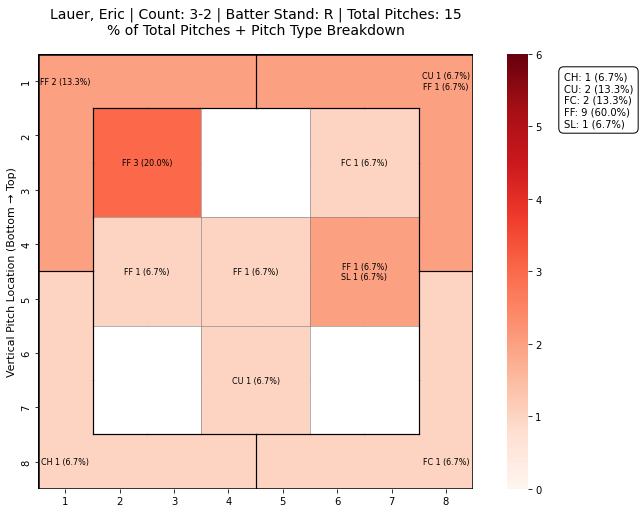 Lauer, Eric | Count: 3-2 | Batter Stand: R | Total Pitches: 15
% of Total Pitches + Pitch Type Breakdown
FF 2 (13.3%)
CU 1 (6.7%)
FF 1 (6.7%)
FF 3 (20.0%)
FC 1 (6.7%)
FF 1 (6.7%)
FF 1 (6.7%)
FF 1 (6.7%)
SL 1 (6.7%)
CU 1 (6.7%)
CH 1 (6.7%)
FC 1 (6.7%)
Vertical Pitch Location (Bottom → Top)
1
2
3
4
5
6
7
8
1
2
3
4
5
6
7
8
6
5
4
3
2
1
0
CH: 1 (6.7%)
CU: 2 (13.3%)
FC: 2 (13.3%)
FF: 9 (60.0%)
SL: 1 (6.7%)